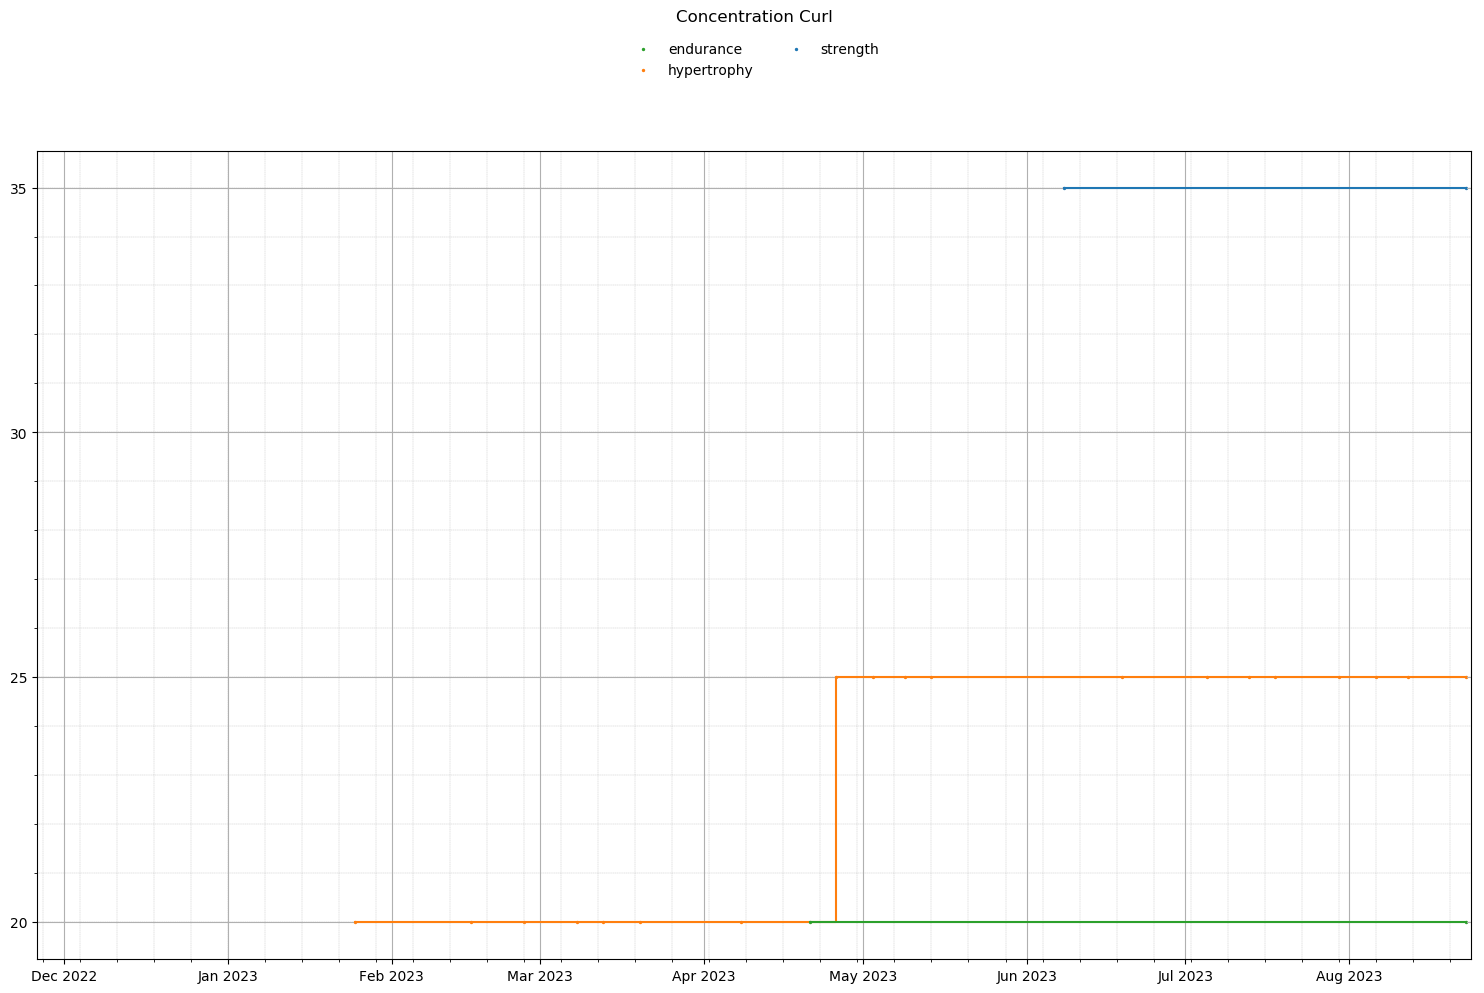 Concentration Curl
endurance strength
hypertrophy
35
30
25
20
Dec 2022 Jan 2023 Feb 2023 Mar 2023 Apr 2023 May 2023 Jun 2023 Jul 2023 Aug 2023